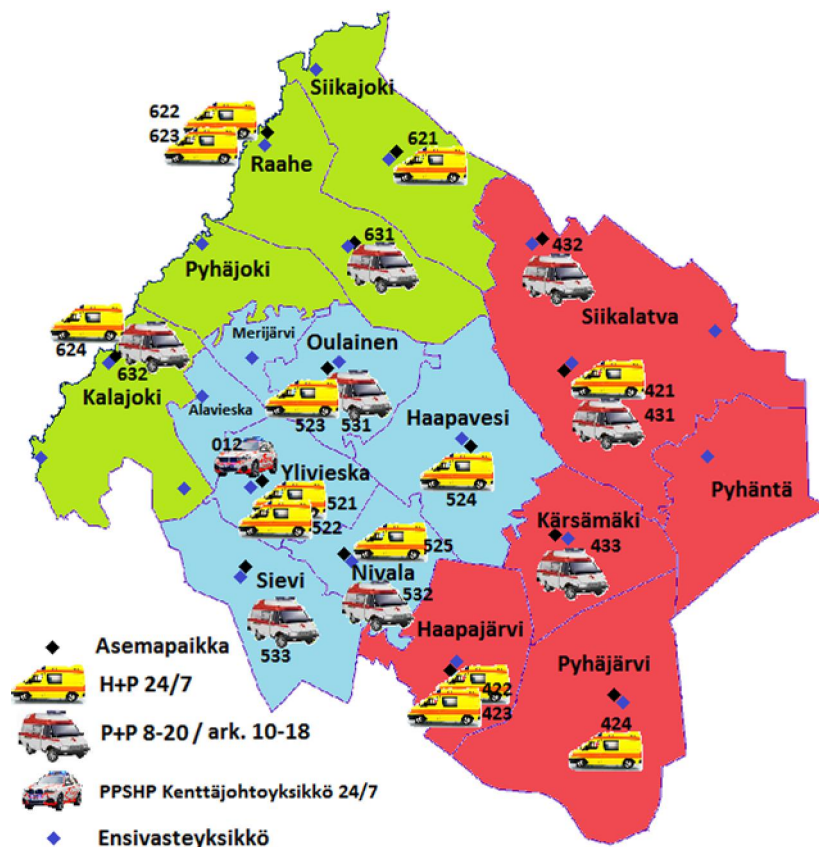 Siikajoki
622
623
Raahe
621
631
432
Pyhäjoki
Siikalatva
624
632
Kalajoki
Merijärvi
Oulainen
421
431
Alavieska
523
531
Haapavesi
012
Ylivieska
524
Pyhäntä
521
522
Kärsämäki
433
525
Sievi
Nivala
532
533
Haapajärvi
422
423
Pyhäjärvi
424
Asemapaikka
H+P 24/7
P+P 8-20 / ark. 10-18
PPSHP Kenttäjohtoyksikkö 24/7
Ensivasteyksikkö